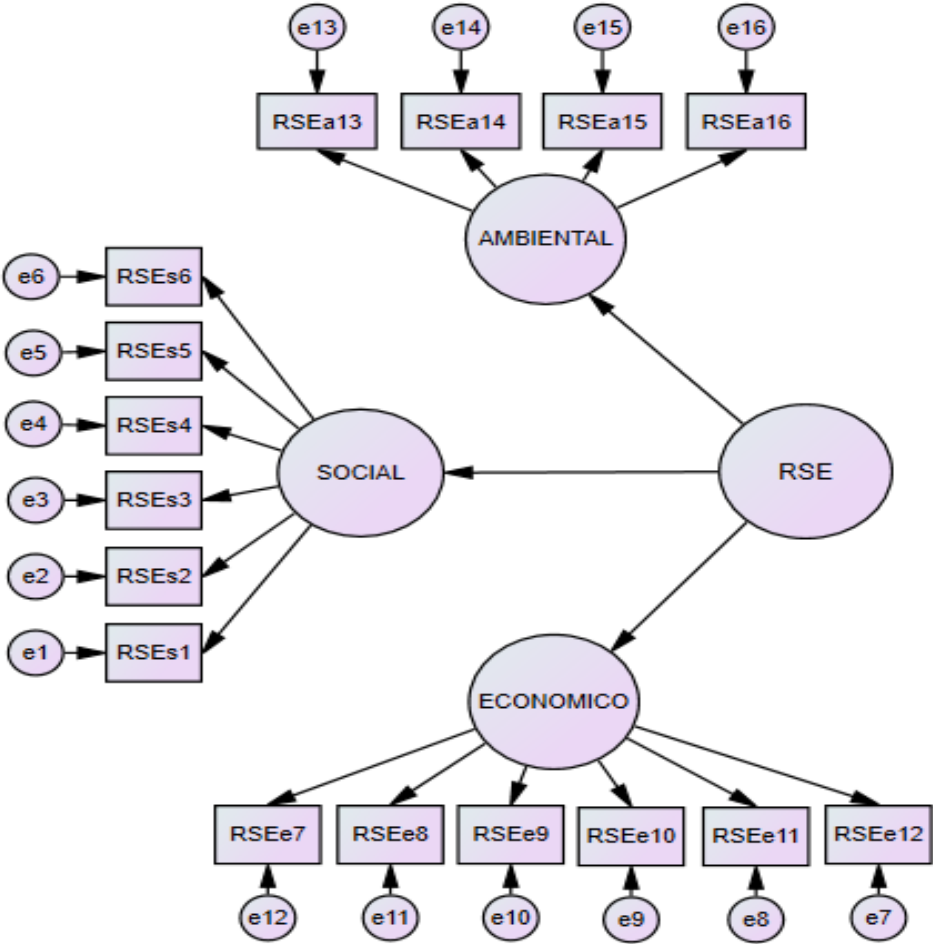 e13 e14 e15 e16
RSEa13 RSEa14 RSEa15 RSEa16
AMBIENTAL
e6 RSEs6
e5 RSEs5
e4 RSEs4
e3 RSEs3
SOCIAL
RSE
e2 RSEs2
e1 RSEs1
ECONOMICO
RSEe7 RSEe8 RSEe9 RSEe10 RSEe11 RSEe12
e12 e11 e10 e9 e8 e7